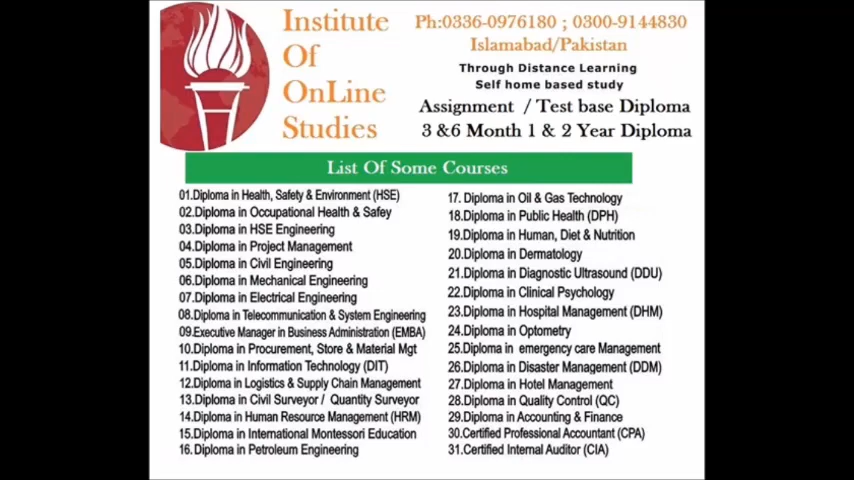 Institute
Of
OnLine
Studies
Ph:0336-0976180 ; 0300-9144830
Islamabad/Pakistan
Through Distance Learning
Self home based study
Assignment / Test base Diploma
3 &6 Month 1 & 2 Year Diploma
List Of Some Courses
01.Diploma in Health, Safety & Environment (HSE)
02.Diploma in Occupational Health & Safey
03.Diploma in HSE Engineering
04.Diploma in Project Management
05.Diploma in Civil Engineering
06.Diploma in Mechanical Engineering
07.Diploma in Electrical Engineering
08.Diploma in Telecommunication & System Engineering
09.Executive Manager in Business Administration (EMBA)
10.Diploma in Procurement, Store & Material Mgt
11.Diploma in Information Technology (DIT)
12.Diploma in Logistics & Supply Chain Management
13.Diploma in Civil Surveyor / Quantity Surveyor
14.Diploma in Human Resource Management (HRM)
15.Diploma in International Montessori Education
16.Diploma in Petroleum Engineering
17. Diploma in Oil & Gas Technology
18.Diploma in Public Health (DPH)
19.Diploma in Human, Diet & Nutrition
20.Diploma in Dermatology
21.Diploma in Diagnostic Ultrasound (DDU)
22.Diploma in Clinical Psychology
23.Diploma in Hospital Management (DHM)
24.Diploma in Optometry
25.Diploma in emergency care Management
26.Diploma in Disaster Management (DDM)
27.Diploma in Hotel Management
28.Diploma in Quality Control (QC)
29.Diploma in Accounting & Finance
30.Certified Professional Accountant (CPA)
31.Certified Internal Auditor (CIA)